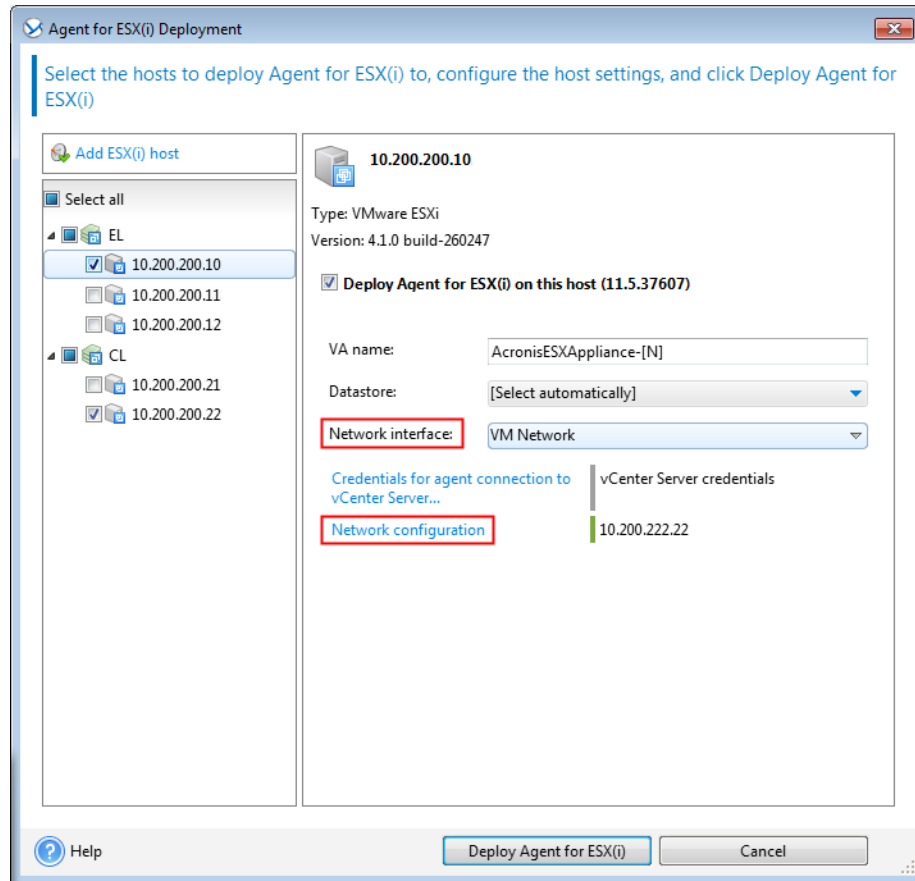 Agent for ESX(i) Deployment
Select the hosts to deploy Agent for ESX(i) to, configure the host settings, and click Deploy Agent for
ESX(i)
Add ESX(i) host
Select all
EL
10.200.200.10
10.200.200.11
10.200.200.12
CL
10.200.200.21
10.200.200.22
10.200.200.10
Type: VMware ESXi
Version: 4.1.0 build-260247
Deploy Agent for ESX(i) on this host (11.5.37607)
VA name: AcronisESXAppliance-[N]
Datastore: [Select automatically]
Network interface: VM Network
Credentials for agent connection to
vCenter Server...
vCenter Server credentials
Network configuration 10.200.222.22
Help
Deploy Agent for ESX(i)
Cancel